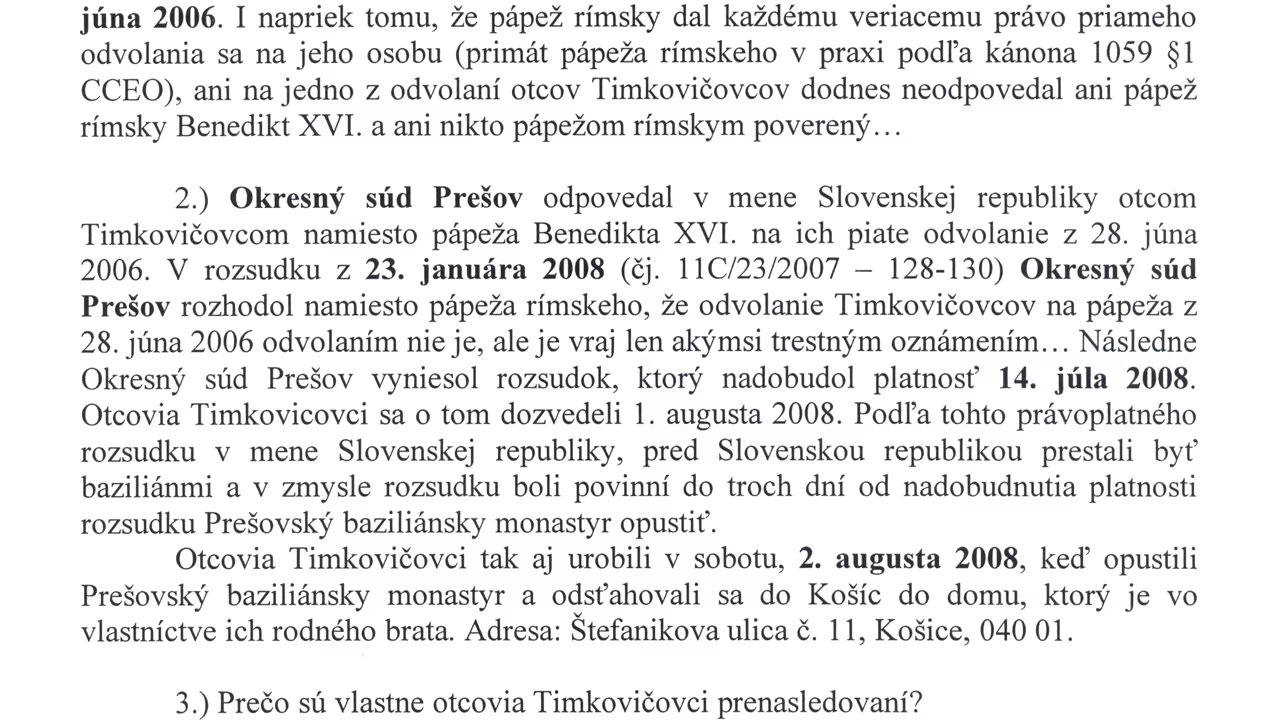 júna 2006. I napriek tomu, že pápež rímsky dal každému veriacemu právo priameho
odvolania sa na jeho osobu (primát pápeža rímskeho v praxi podľa kánona 1059 §1
CCEO), ani na jedno z odvolaní otcov Timkovičovcov dodnes neodpovedal ani pápež
rímsky Benedikt XVI. a ani nikto pápežom rímskym poverený…
2.) Okresný súd Prešov odpovedal v mene Slovenskej republiky otcom
Timkovičovcom namiesto pápeža Benedikta XVI. na ich piate odvolanie z 28. júna
2006. V rozsudku z 23. januára 2008 (čj. 11C/23/2007 – 128-130) Okresný súd
Prešov rozhodol namiesto pápeža rímskeho, že odvolanie Timkovičovcov na pápeža z
28. júna 2006 odvolaním nie je, ale je vraj len akýmsi trestným oznámením… Následne
Okresný súd Prešov vyniesol rozsudok, ktorý nadobudol platnosť 14. júla 2008.
Otcovia Timkovicovci sa o tom dozvedeli 1. augusta 2008. Podľa tohto právoplatného
rozsudku v mene Slovenskej republiky, pred Slovenskou republikou prestali byť
baziliánmi a v zmysle rozsudku boli povinní do troch dní od nadobudnutia platnosti
rozsudku Prešovský baziliánsky monastyr opustiť.
Otcovia Timkovičovci tak aj urobili v sobotu, 2. augusta 2008, keď opustili
Prešovský baziliánsky monastyr a odsťahovali sa do Košíc do domu, ktorý je vo
vlastníctve ich rodného brata. Adresa: Štefanikova ulica č. 11, Košice, 040 01.
3.) Prečo sú vlastne otcovia Timkovičovci prenasledovaní?